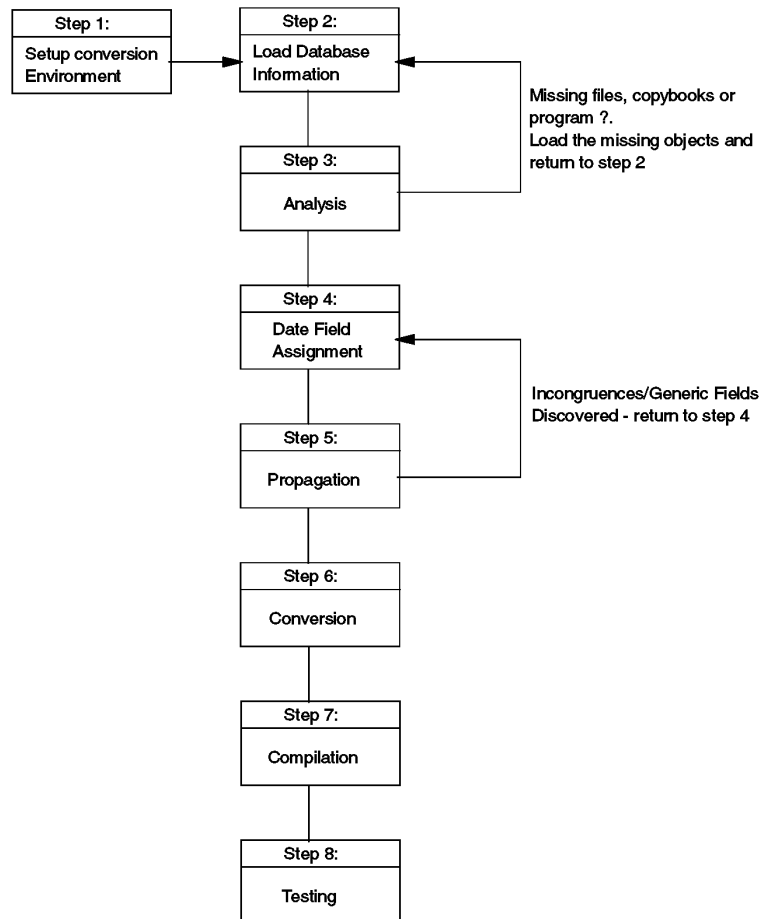 Step 1:
Setup conversion
Environment
Step 2:
Load Database
Information
Missing files, copybooks or
program ?.
Load the missing objects and
return to step 2
Step 3:
Analysis
Step 4:
Date Field
Assignment
Incongruences/Generic Fields
Discovered - return to step 4
Step 5:
Propagation
Step 6:
Conversion
Step 7:
Compilation
Step 8:
Testing